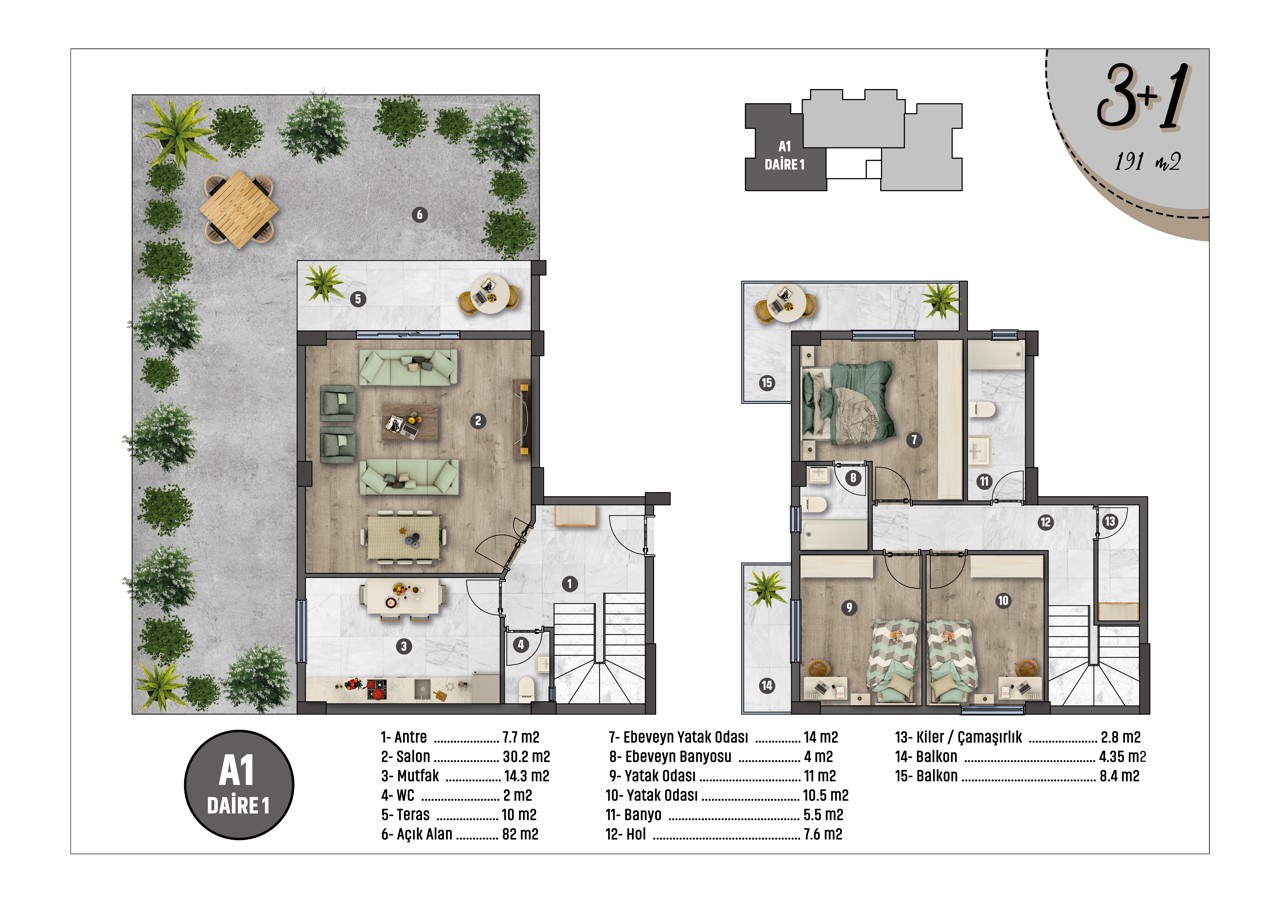 3+1
191 m2
A1
DAİRE 1
6
5
2
1
3
4
15
7
8
11
12
13
9
10
14
A1
DAİRE 1
1- Antre .................... 7.7 m2
2- Salon .................... 30.2 m2
3- Mutfak ................. 14.3 m2
4- WC ........................ 2 m2
5- Teras ................... 10 m2
6- Açık Alan ............. 82 m2
7- Ebeveyn Yatak Odası .............. 14 m2
8- Ebeveyn Banyosu ................... 4 m2
9- Yatak Odası ............................... 11 m2
10- Yatak Odası .............................. 10.5 m2
11- Banyo ........................................ 5.5 m2
12- Hol ............................................. 7.6 m2
13- Kiler / Çamaşırlık ..................... 2.8 m2
14- Balkon ........................................ 4.35 m2
15- Balkon ......................................... 8.4 m2